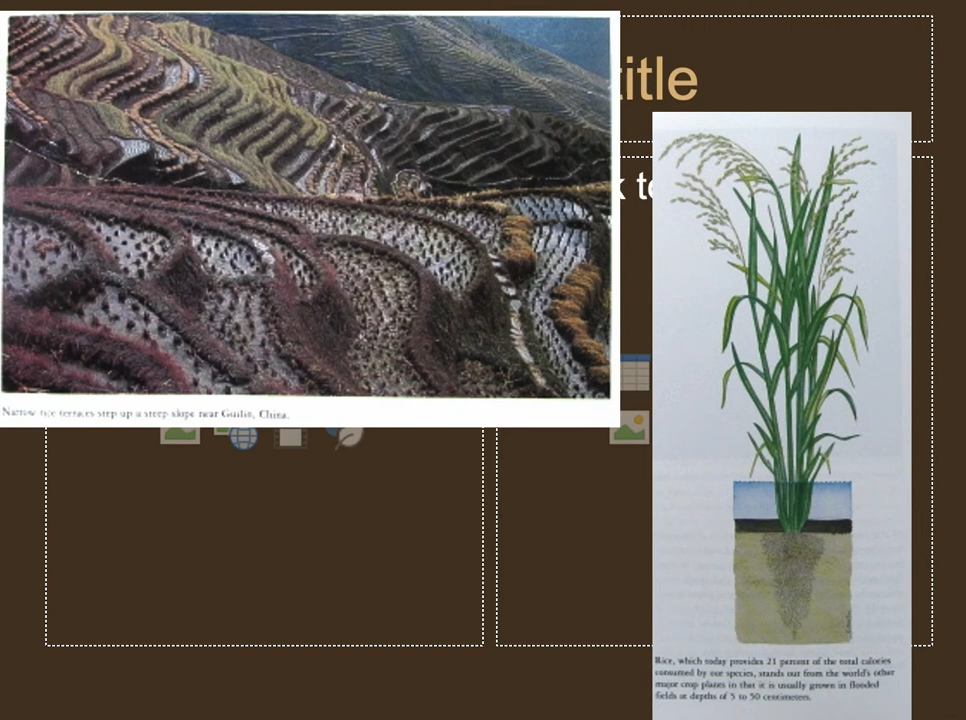 title
k to
Narrow rice terraces step up a steep slope near Guilin, China.
Rice, which today provides 21 percent of the total calories
consumed by our species, stands out from the world's other
major crop plants in that it is usually grown in flooded
fields at depths of 5 to 50 centimeters.